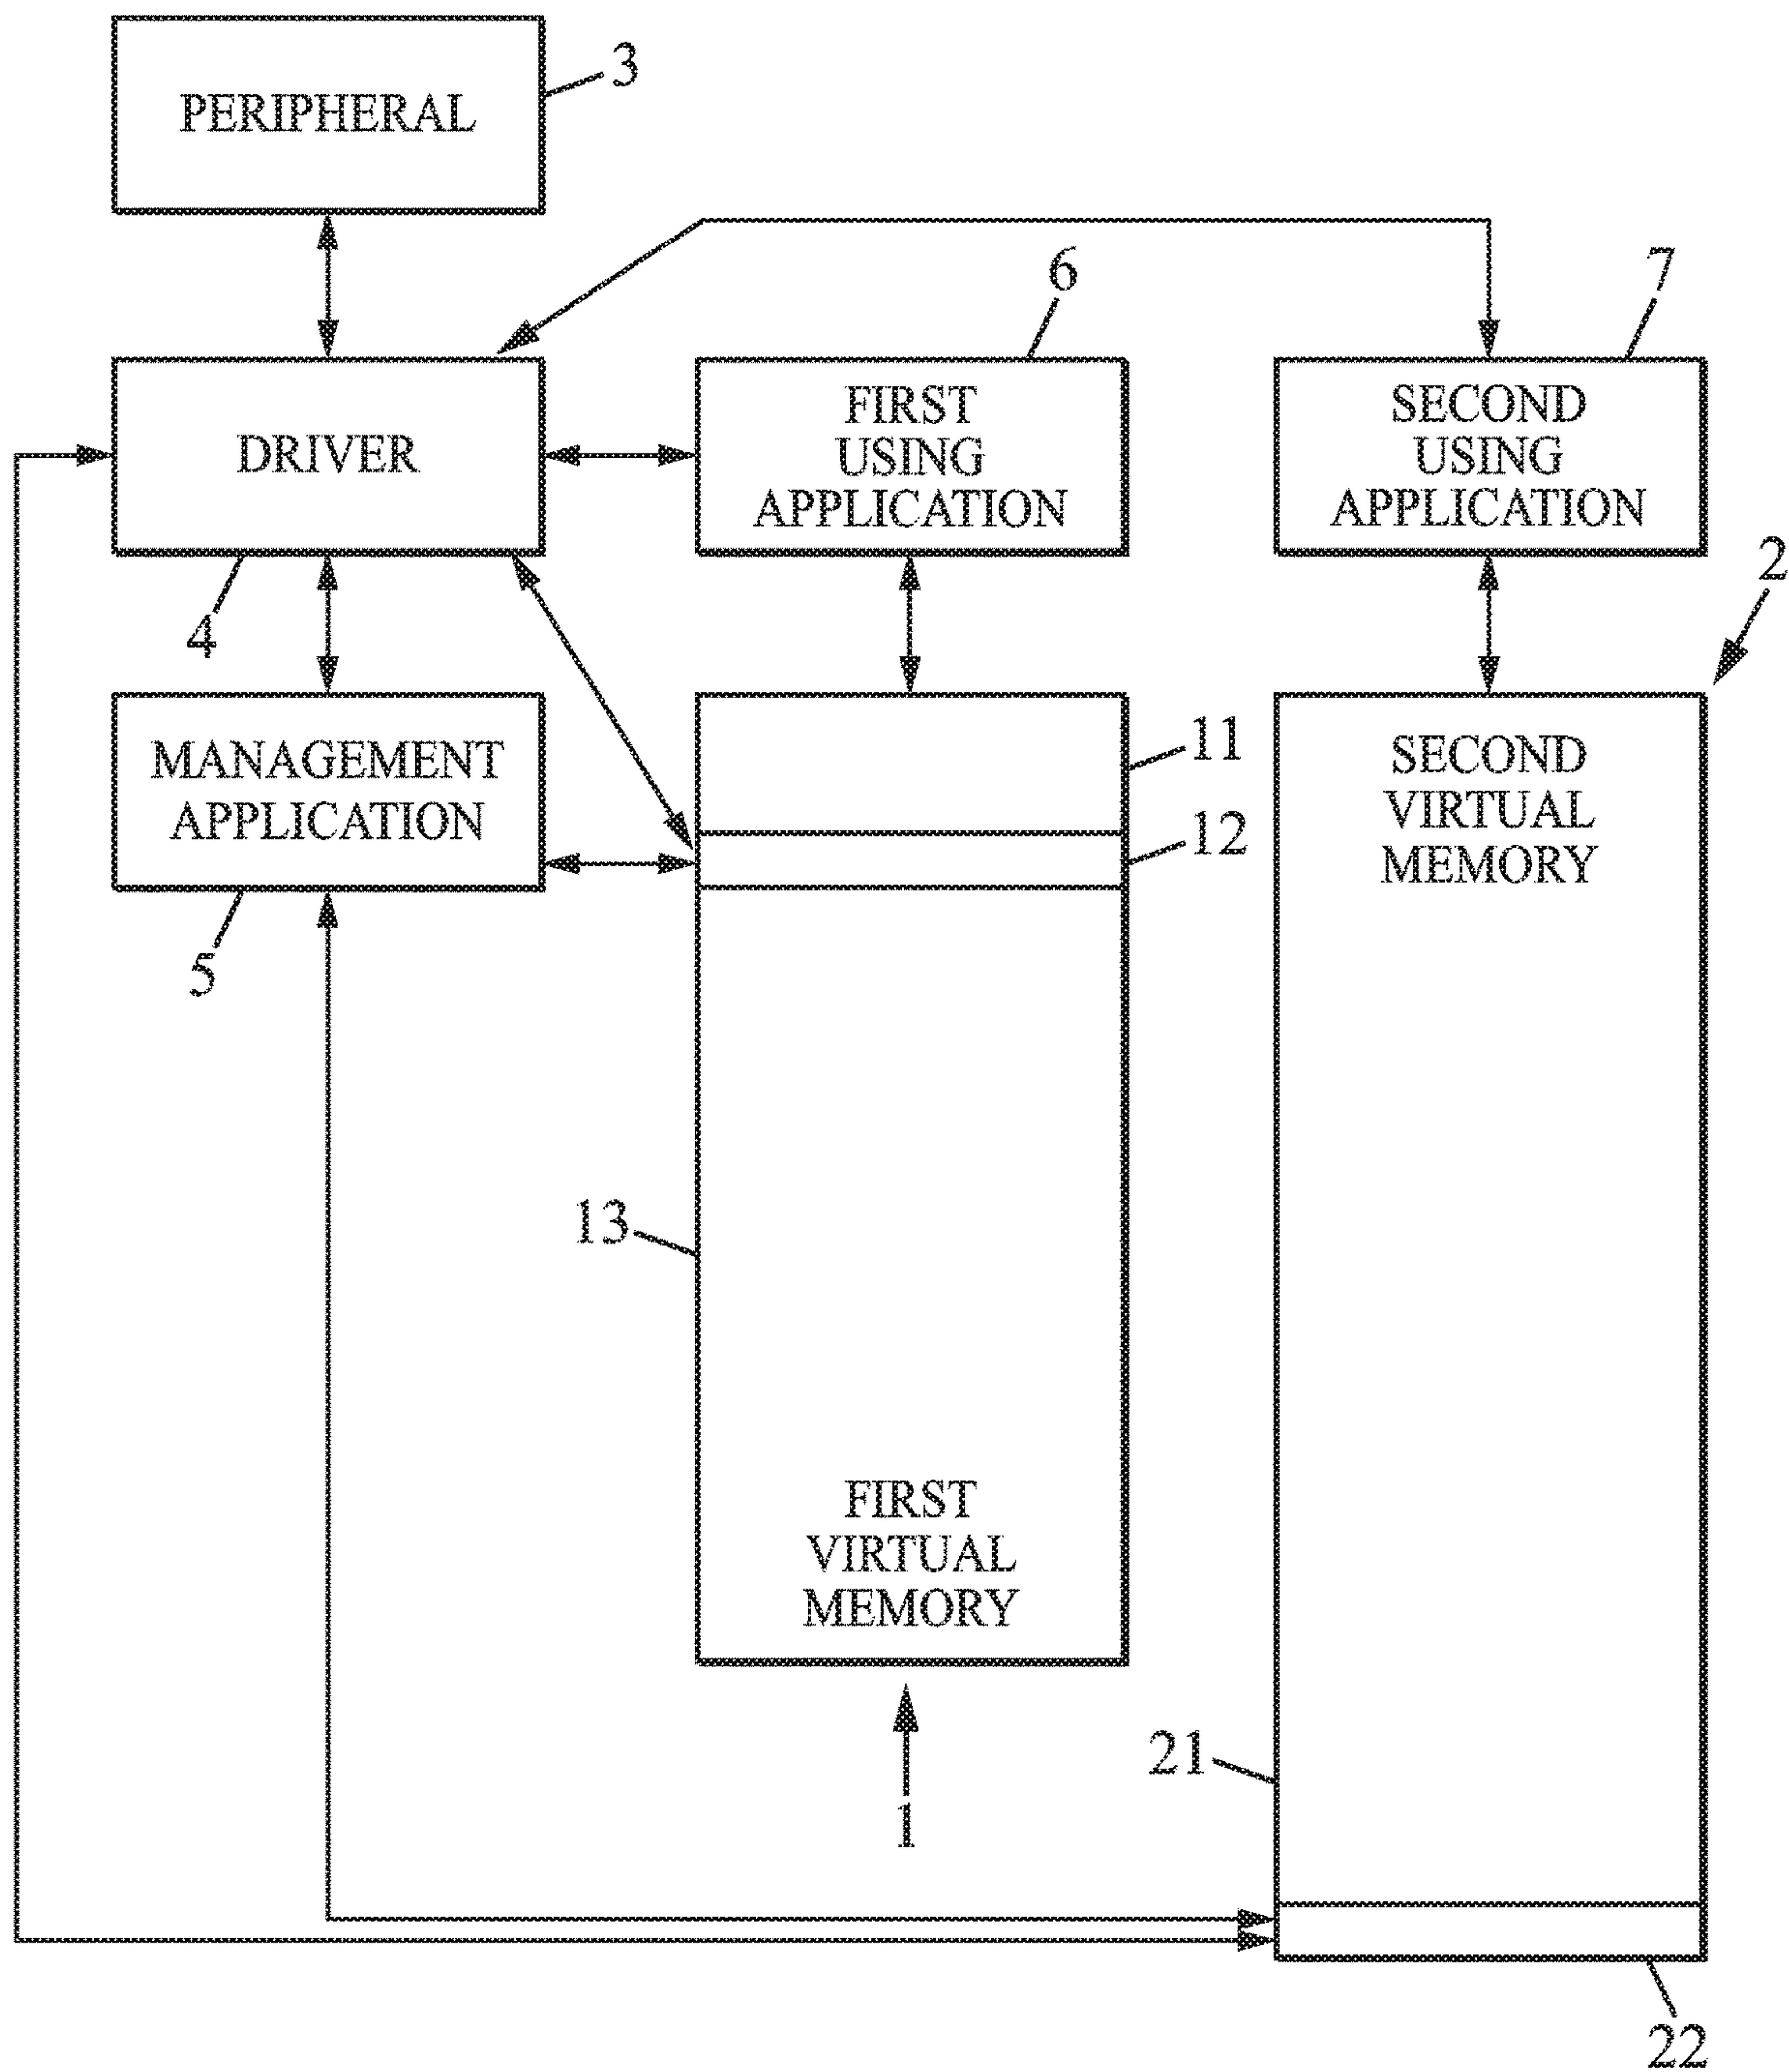 PERIPHERAL
3
6
7
DRIVER
FIRST
USING
APPLICATION
SECOND
USING
APPLICATION
4
2
MANAGEMENT
APPLICATION
5
11
12
SECOND
VIRTUAL
MEMORY
13
FIRST
VIRTUAL
MEMORY
1
21
22